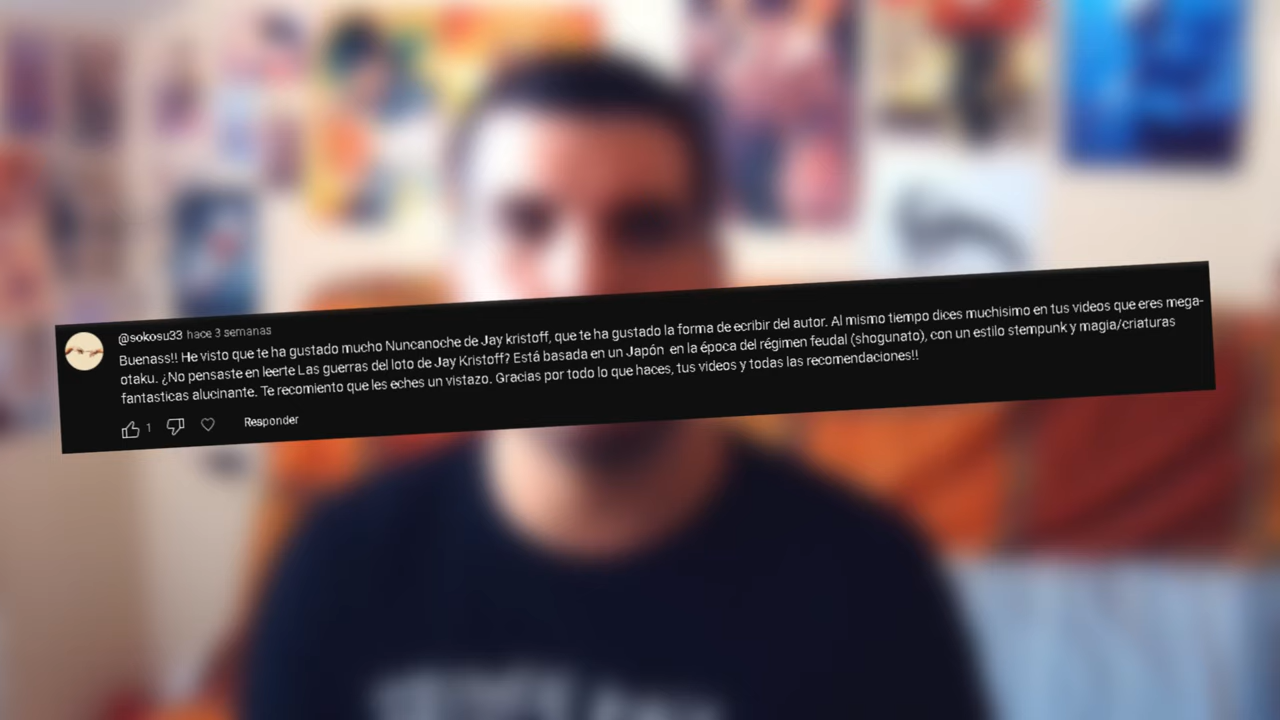 @sokosu33 hace 3 semanas
Buenass!! He visto que te ha gustado mucho Nuncanoche de Jay kristoff, que te ha gustado la forma de ecribir del autor. Al mismo tiempo dices muchisimo en tus videos que eres mega-
otaku. ¿No pensaste en leerte Las guerras del loto de Jay Kristoff? Está basada en un Japón en la época del régimen feudal (shogunato), con un estilo stempunk y magia/criaturas
fantasticas alucinante. Te recomiento que les eches un vistazo. Gracias por todo lo que haces, tus videos y todas las recomendaciones!!
1
Responder